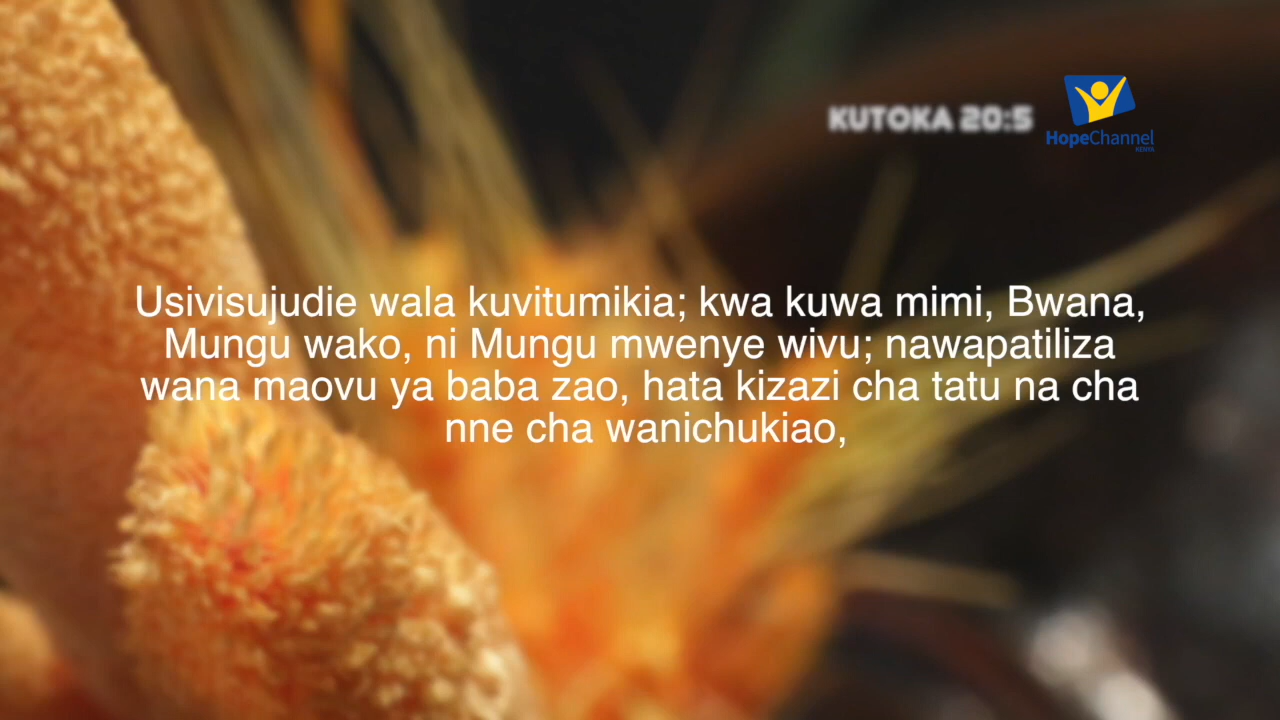 KUTOKA 20:5
HopeChannel
KENYA
Usivisujudie wala kuvitumikia; kwa kuwa mimi, Bwana,
Mungu wako, ni Mungu mwenye wivu; nawapatiliza
wana maovu ya baba zao, hata kizazi cha tatu na cha
nne cha wanichukiao,